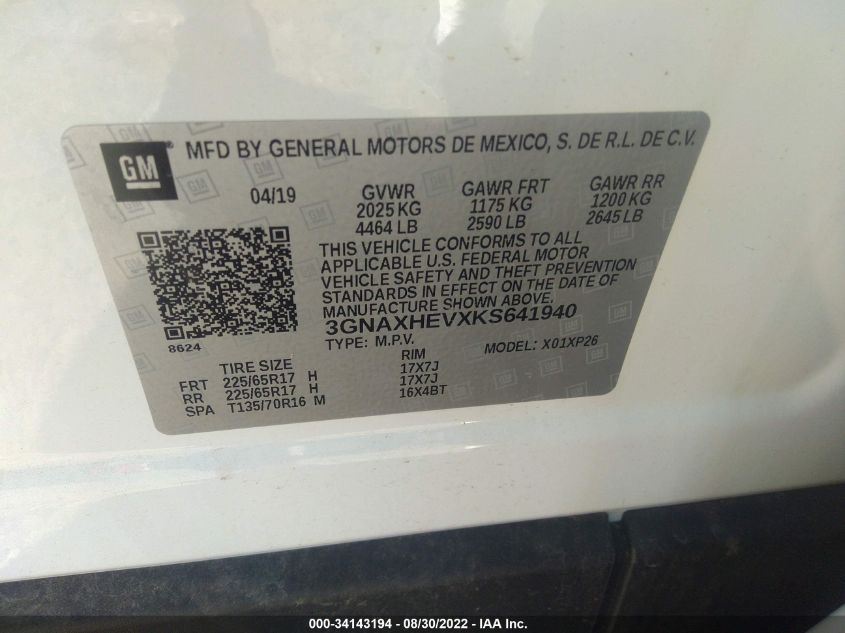 GM
®
MFD BY GENERAL MOTORS DE MEXICO, S. DE R.L. DE C.V.
04/19 GVWR GAWR FRT GAWR RR
2025 KG 1175 KG 1200 KG
4464 LB 2590 LB 2645 LB
THIS VEHICLE CONFORMS TO ALL
APPLICABLE U.S. FEDERAL MOTOR
VEHICLE SAFETY AND THEFT PREVENTION
STANDARDS IN EFFECT ON THE DATE OF
MANUFACTURE SHOWN ABOVE.
3GNAXHEVXKS641940
8624
TYPE: M.P.V. MODEL: X01XP26
TIRE SIZE RIM
FRT 225/65R17 H 17X7J
RR 225/65R17 H 17X7J
SPA T135/70R16 M 16X4BT
000-34143194 - 08/30/2022 - IAA Inc.